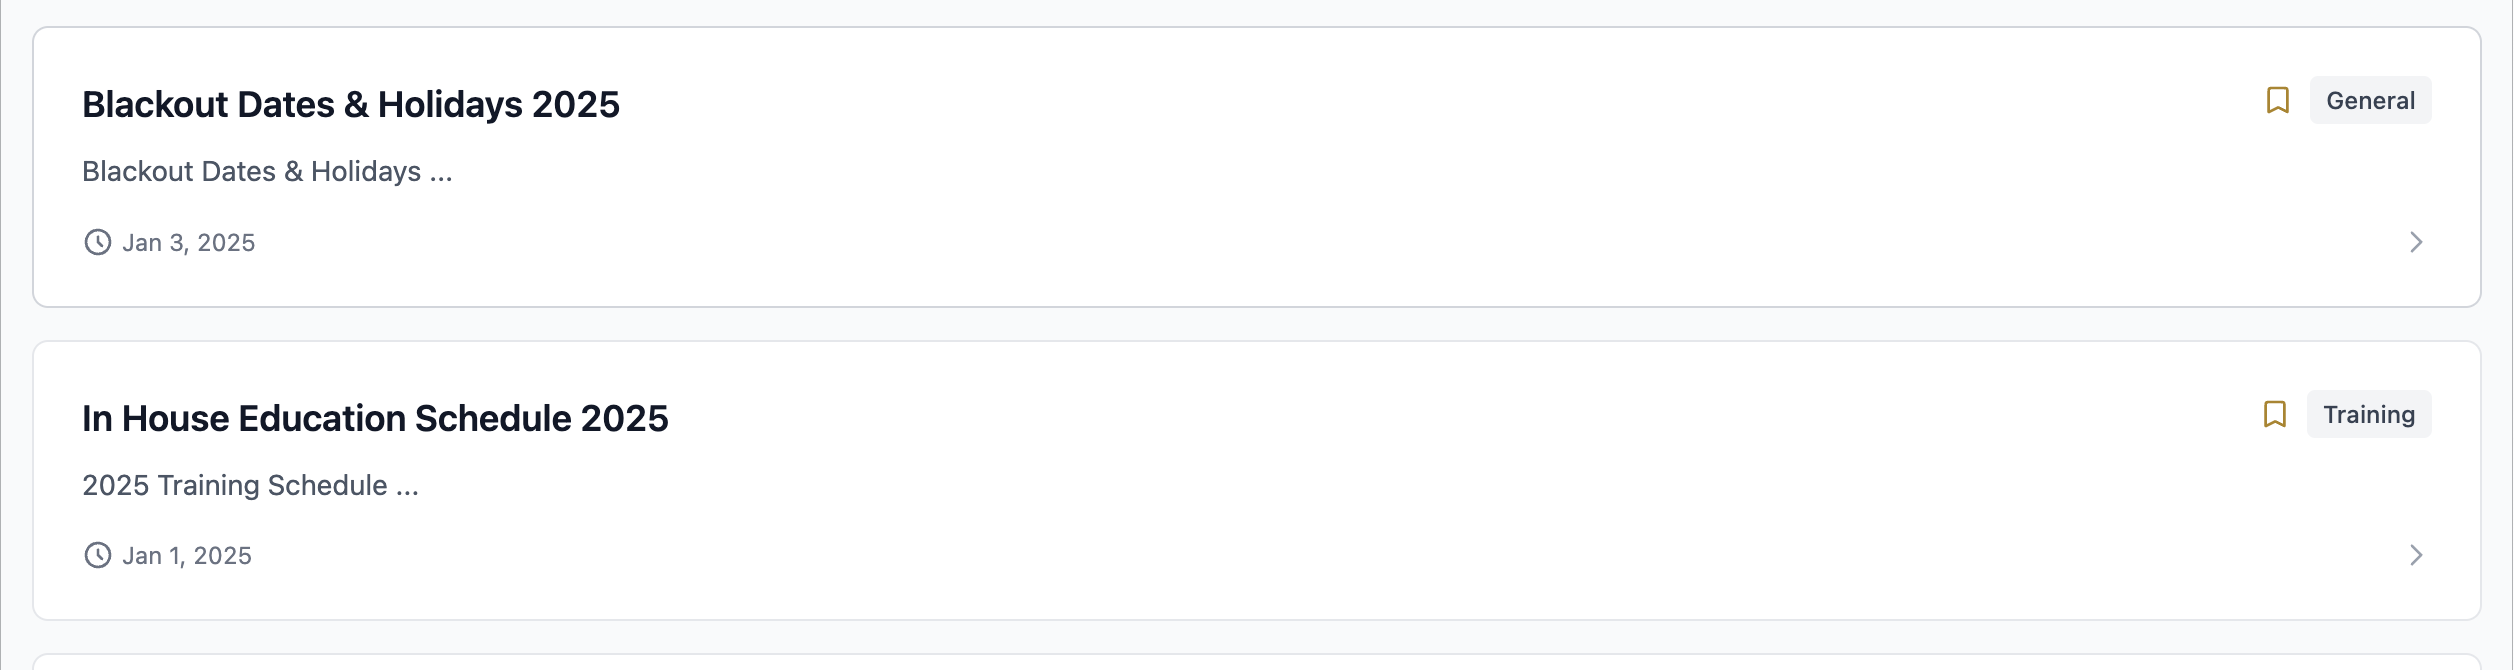 Blackout Dates & Holidays 2025
General
Blackout Dates & Holidays ...
Jan 3, 2025
In House Education Schedule 2025
Training
2025 Training Schedule ...
Jan 1, 2025